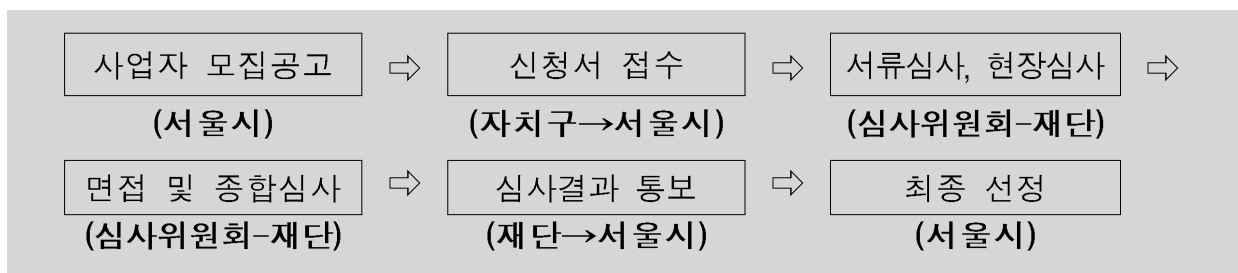 사업자 모집공고 ⇨ 신청서 접수 ⇨ 서류심사, 현장심사 ⇨
(서울시) (자치구→서울시) (심사위원회-재단)
면접 및 종합심사 ⇨ 심사결과 통보 ⇨ 최종 선정
(심사위원회-재단) (재단→서울시) (서울시)